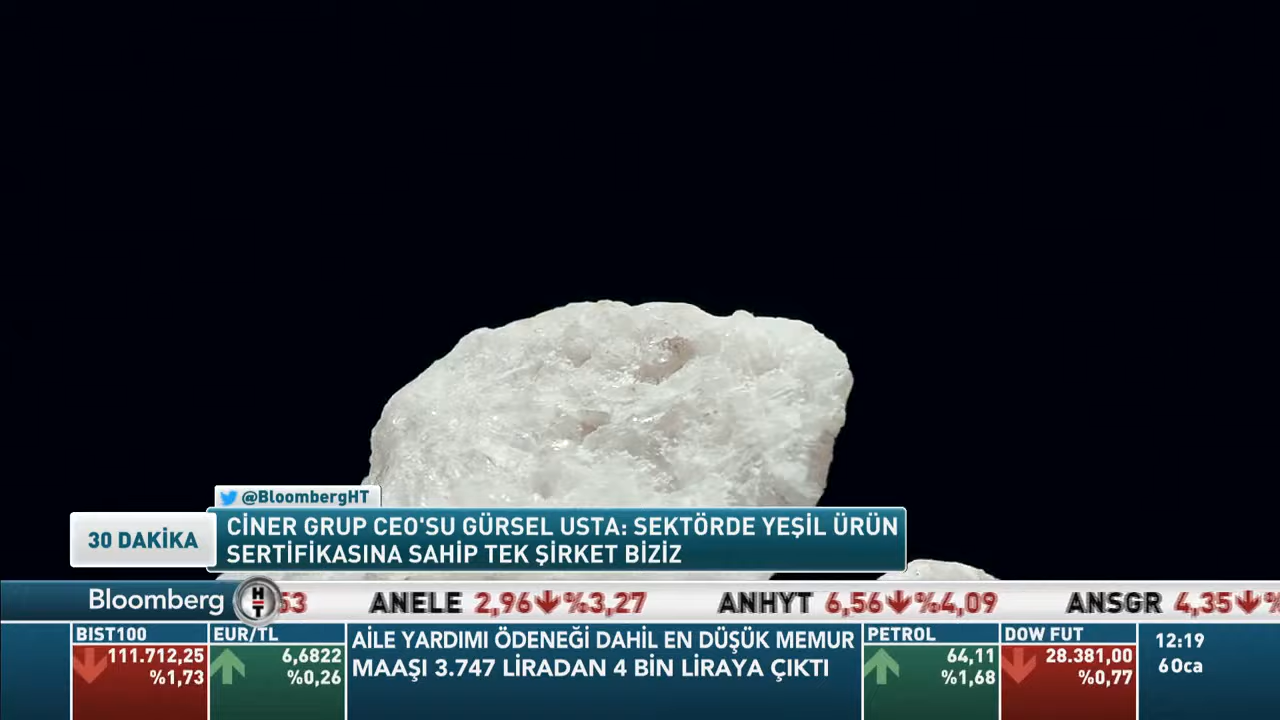 @BloombergHT
30 DAKİKA
CİNER GRUP CEO'SU GÜRSEL USTA: SEKTÖRDE YEŞİL ÜRÜN
SERTİFİKASINA SAHİP TEK ŞİRKET BİZİZ
Bloomberg HT
53 ANELE 2,96 %3,27 ANHYT 6,56 %4,09 ANSGR 4,35 %
BIST100
111.712,25
%1,73
EUR/TL
6,6822
%0,26
AİLE YARDIMI ÖDENEĞİ DAHİL EN DÜŞÜK MEMUR
MAAŞI 3.747 LİRADAN 4 BİN LİRAYA ÇIKTI
PETROL
64,11
%1,68
DOW FUT
28.381,00
%0,77
12:19
6 Oca